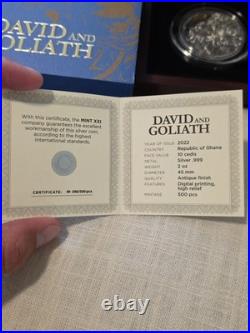 DAVID AND
GOLIATH
With this certificate, the MINT XXI
company guarantees the excellent
workmanship of this silver coin,
according to the highest
international standards.
CERTIFICATE:
/500 pcs
DAVID AND
GOLIATH
YEAR OF ISSUE 2022
COUNTRY Republic of Ghana
FACE VALUE 10 cedis
METAL Silver .999
WEIGHT 2 oz
DIAMETER 45 mm
QUALITY Antique finish
FEATURES Digital printing,
high relief
MINTAGE 500 pcs